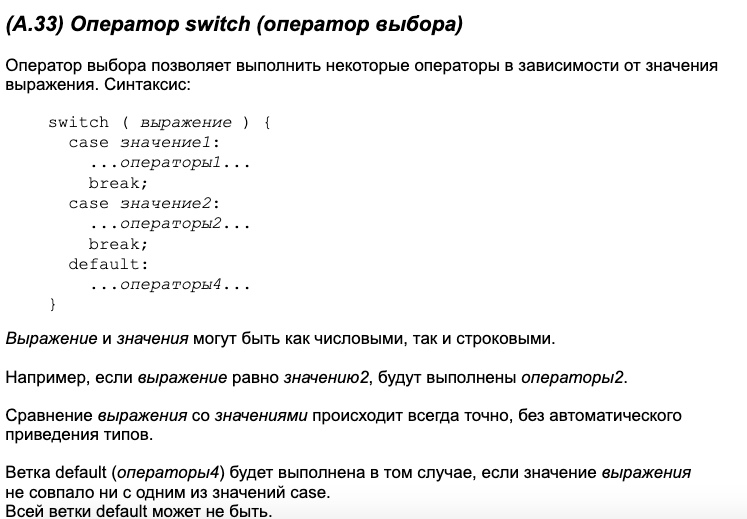 (А.33) Оператор switch (оператор выбора)
Оператор выбора позволяет выполнить некоторые операторы в зависимости от значения
выражения. Синтаксис:
switch ( выражение ) {
case значение1:
...операторы1...
break;
case значение2:
...операторы2...
break;
default:
...операторы4...
}
Выражение и значения могут быть как числовыми, так и строковыми.
Например, если выражение равно значению2, будут выполнены операторы2.
Сравнение выражения со значениями происходит всегда точно, без автоматического
приведения типов.
Ветка default (операторы4) будет выполнена в том случае, если значение выражения
не совпало ни с одним из значений case.
Всей ветки default может не быть.